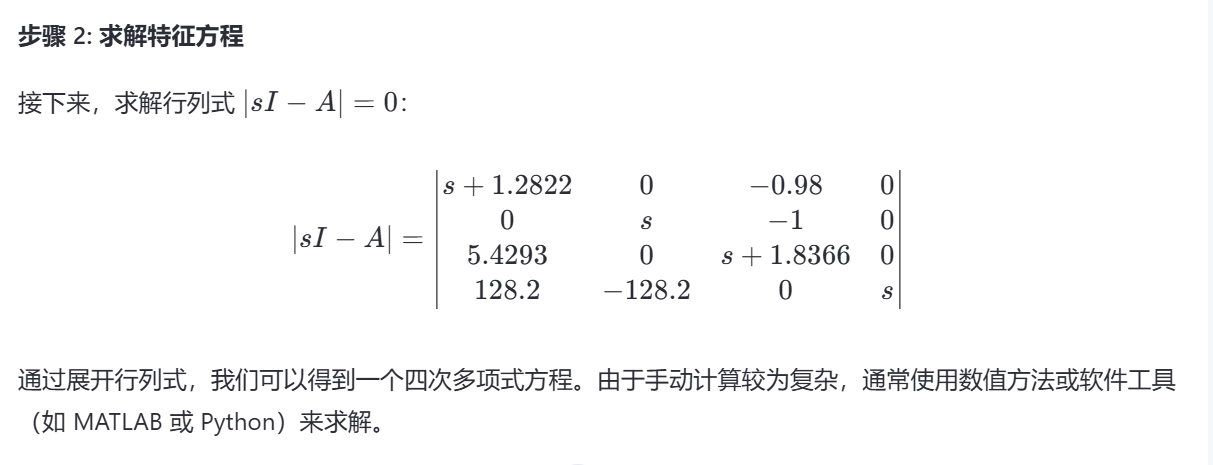 步骤 2: 求解特征方程
接下来，求解行列式 |sI − A| = 0：
s + 1.2822 0 −0.98 0
0 s −1 0
|sI − A| =
5.4293 0 s + 1.8366 0
128.2 −128.2 0 s
通过展开行列式，我们可以得到一个四次多项式方程。由于手动计算较为复杂，通常使用数值方法或软件工具
（如 MATLAB 或 Python）来求解。